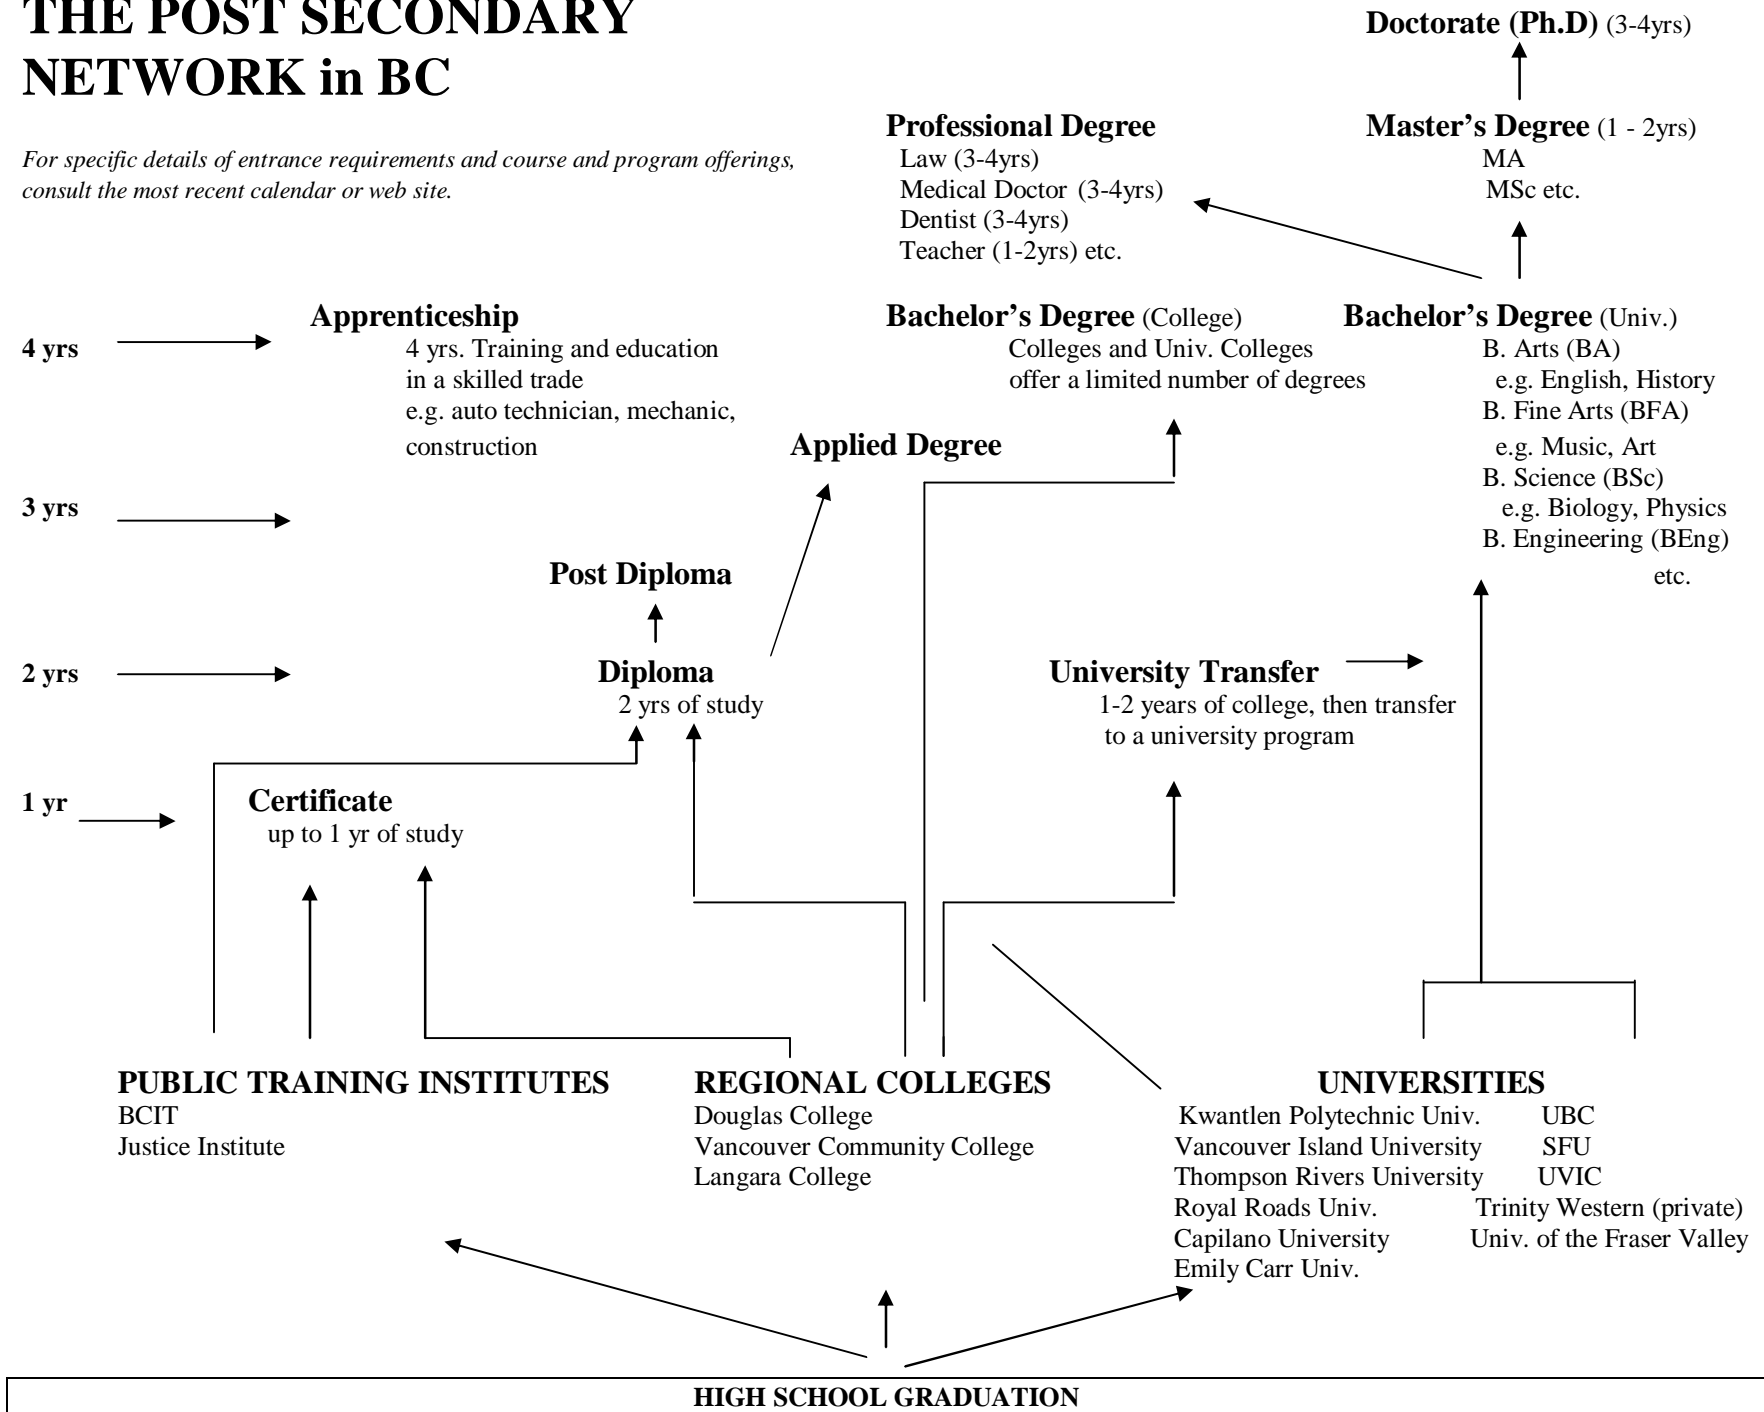 THE POST SECONDARY
NETWORK in BC
For specific details of entrance requirements and course and program offerings,
consult the most recent calendar or web site.
Doctorate (Ph.D) (3-4yrs)
Professional Degree
Law (3-4yrs)
Medical Doctor (3-4yrs)
Dentist (3-4yrs)
Teacher (1-2yrs) etc.
Master's Degree (1 - 2yrs)
MA
MSc etc.
4 yrs
Apprenticeship
4 yrs. Training and education
in a skilled trade
e.g. auto technician, mechanic,
construction
Bachelor's Degree (College)
Colleges and Univ. Colleges
offer a limited number of degrees
Bachelor's Degree (Univ.)
B. Arts (BA)
e.g. English, History
B. Fine Arts (BFA)
e.g. Music, Art
B. Science (BSc)
e.g. Biology, Physics
B. Engineering (BEng)
etc.
Applied Degree
3 yrs
Post Diploma
2 yrs
Diploma
2 yrs of study
University Transfer
1-2 years of college, then transfer
to a university program
1 yr
Certificate
up to 1 yr of study
PUBLIC TRAINING INSTITUTES
BCIT
Justice Institute
REGIONAL COLLEGES
Douglas College
Vancouver Community College
Langara College
UNIVERSITIES
Kwantlen Polytechnic Univ. UBC
Vancouver Island University SFU
Thompson Rivers University UVIC
Royal Roads Univ. Trinity Western (private)
Capilano University Univ. of the Fraser Valley
Emily Carr Univ.
HIGH SCHOOL GRADUATION